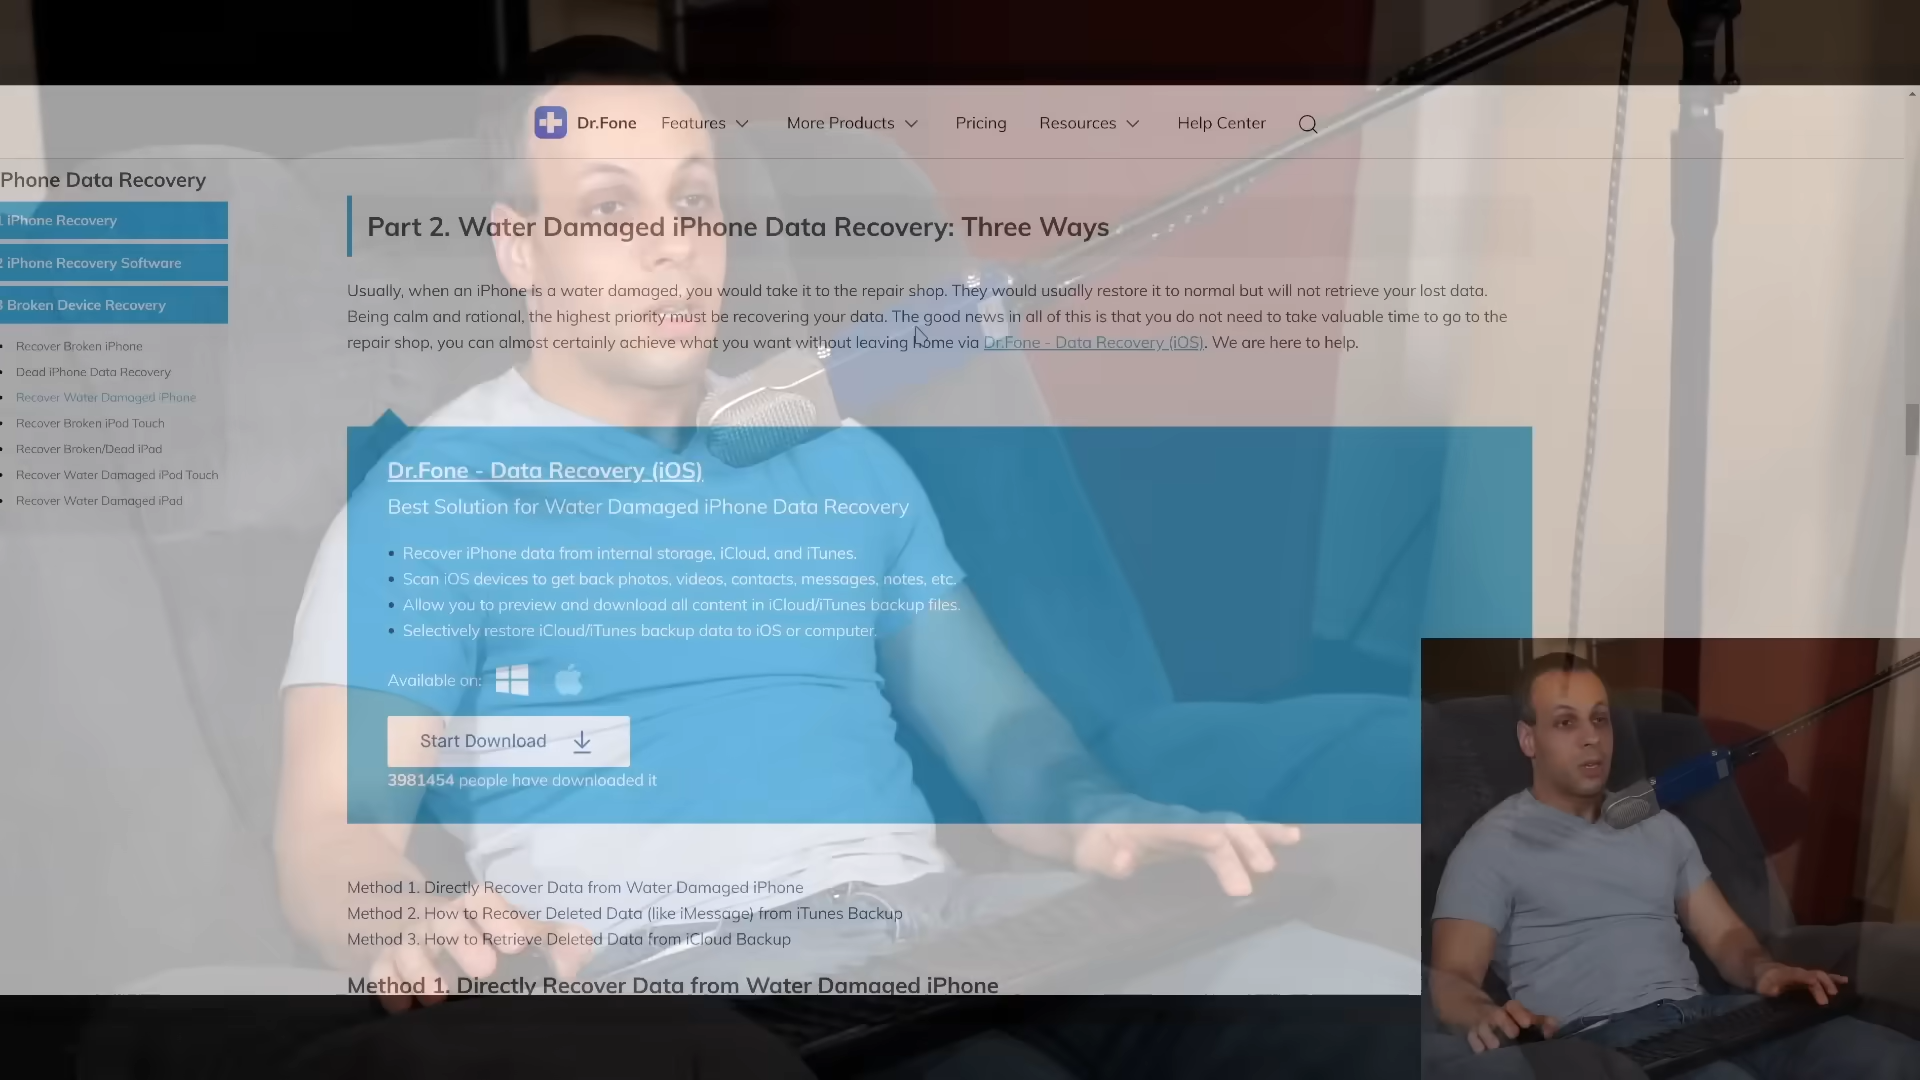 Dr.Fone Features More Products Pricing Resources Help Center
Phone Data Recovery
iPhone Recovery
2 iPhone Recovery Software
3 Broken Device Recovery
Recover Broken iPhone
Dead iPhone Data Recovery
Recover Water Damaged iPhone
Recover Broken iPod Touch
Recover Broken/Dead iPad
Recover Water Damaged iPod Touch
Recover Water Damaged iPad
Part 2. Water Damaged iPhone Data Recovery: Three Ways
Usually, when an iPhone is a water damaged, you would take it to the repair shop. They would usually restore it to normal but will not retrieve your lost data.
Being calm and rational, the highest priority must be recovering your data. The good news in all of this is that you do not need to take valuable time to go to the
repair shop, you can almost certainly achieve what you want without leaving home via Dr.Fone - Data Recovery (iOS). We are here to help.
Dr.Fone - Data Recovery (iOS)
Best Solution for Water Damaged iPhone Data Recovery
Recover iPhone data from internal storage, iCloud, and iTunes.
Scan iOS devices to get back photos, videos, contacts, messages, notes, etc.
Allow you to preview and download all content in iCloud/iTunes backup files.
Selectively restore iCloud/iTunes backup data to iOS or computer.
Available on:
Start Download
3981454 people have downloaded it
Method 1. Directly Recover Data from Water Damaged iPhone
Method 2. How to Recover Deleted Data (like iMessage) from iTunes Backup
Method 3. How to Retrieve Deleted Data from iCloud Backup
Method 1. Directly Recover Data from Water Damaged iPhone